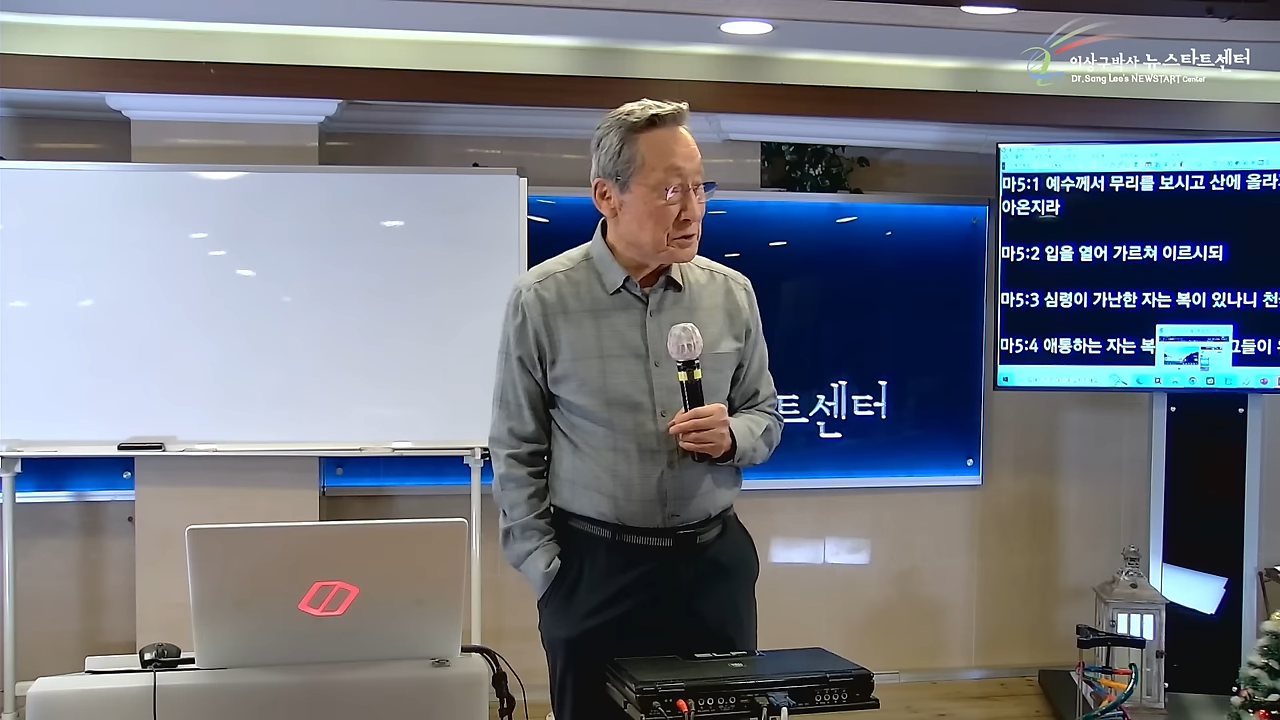 의상구박사 뉴스타트센터
Dr.Sang Lee's NEWSTART Center
마5:1 예수께서 무리를 보시고 산에 올라
아온지라
마5:2 입을 열어 가르쳐 이르시되
마5:3 심령이 가난한 자는 복이 있나니 천
마5:4 애통하는 자는 복
그들이
트센터